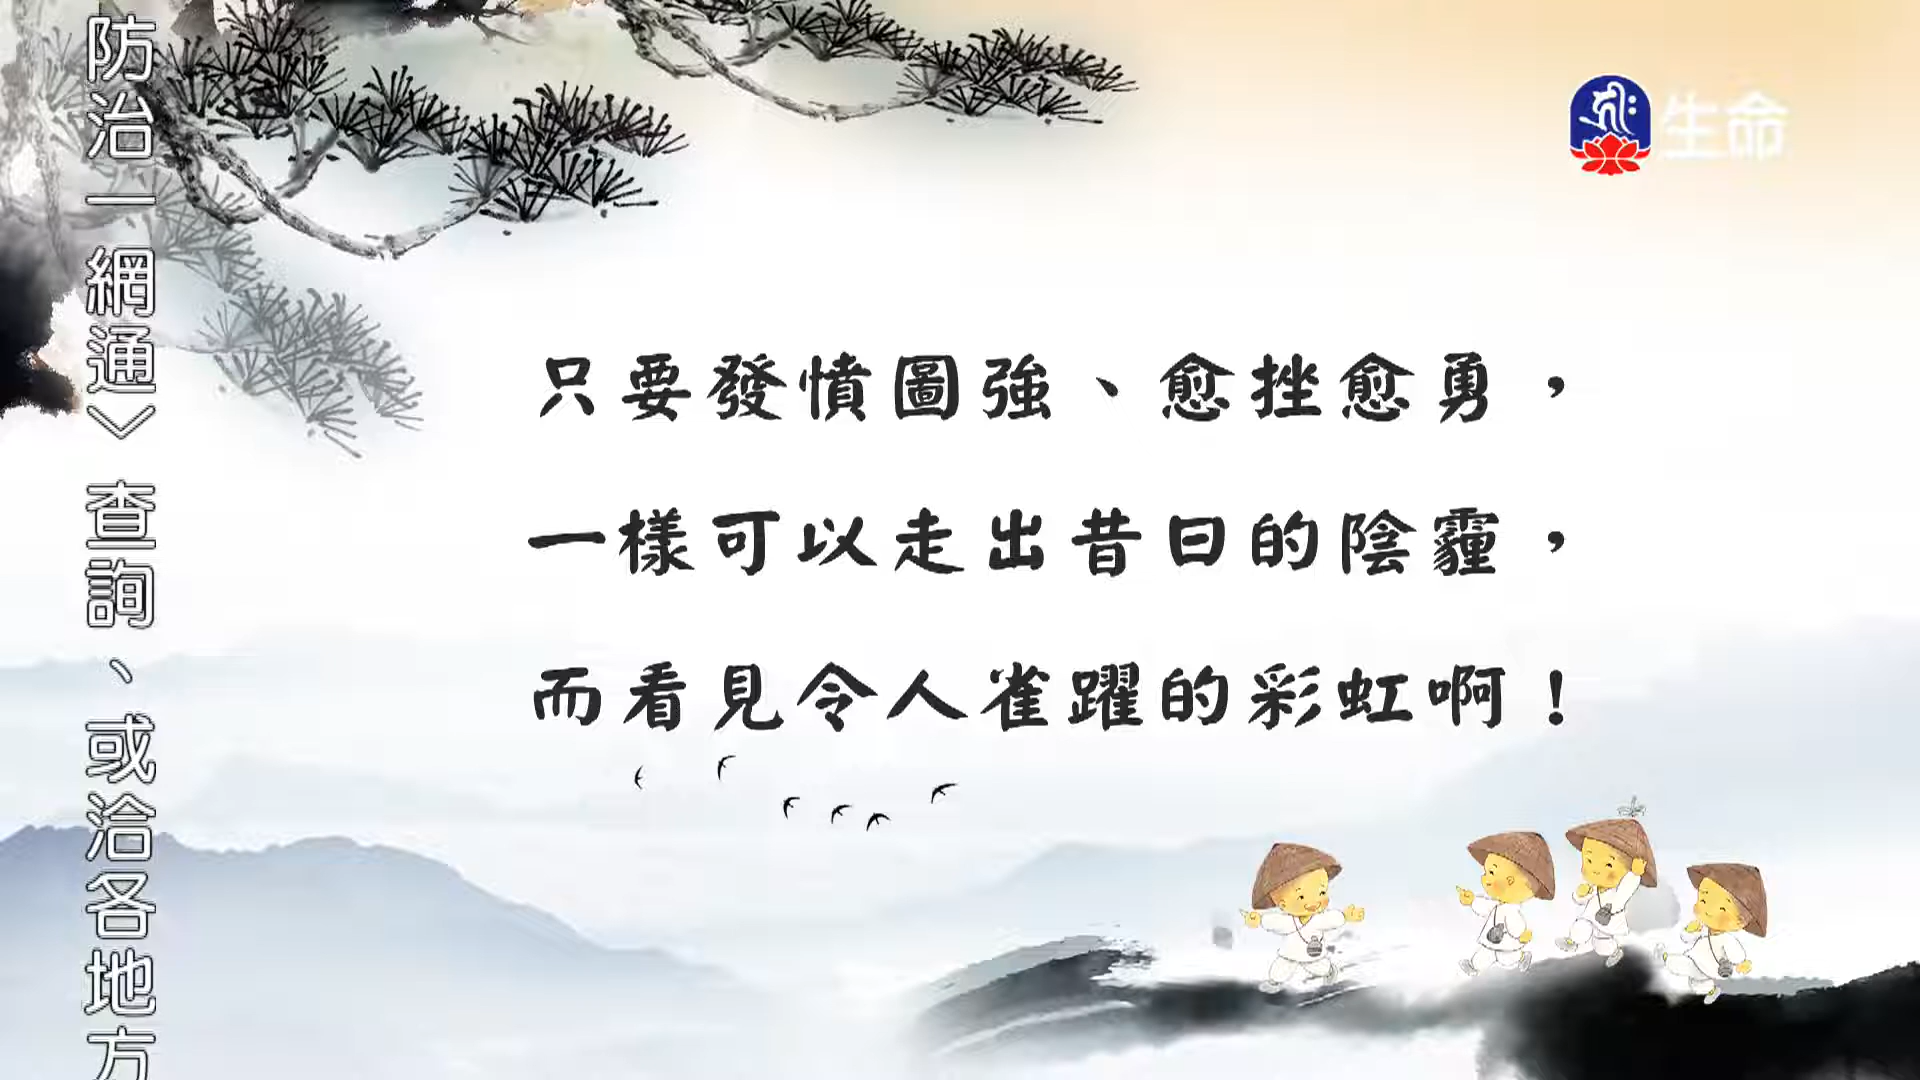 防治一網通〉查詢、或洽各地方
生命
只要發憤圖強、愈挫愈勇，
一樣可以走出昔日的陰霾，
而看見令人雀躍的彩虹啊！